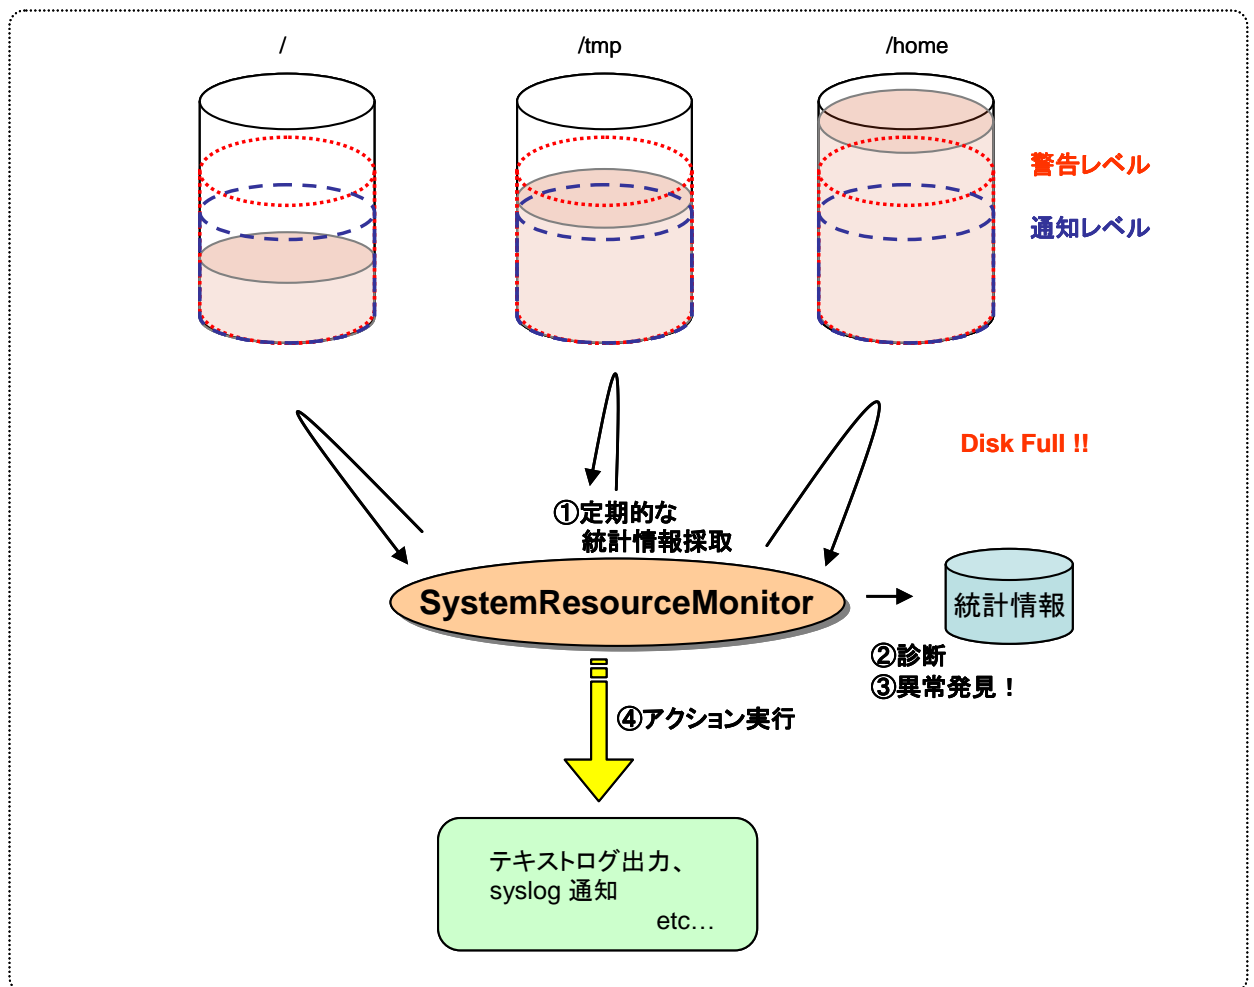 /
/tmp
/home
警告レベル
通知レベル
Disk Full !!
①定期的な
統計情報採取
SystemResourceMonitor
統計情報
②診断
③異常発見！
④アクション実行
テキストログ出力、
syslog 通知
etc…